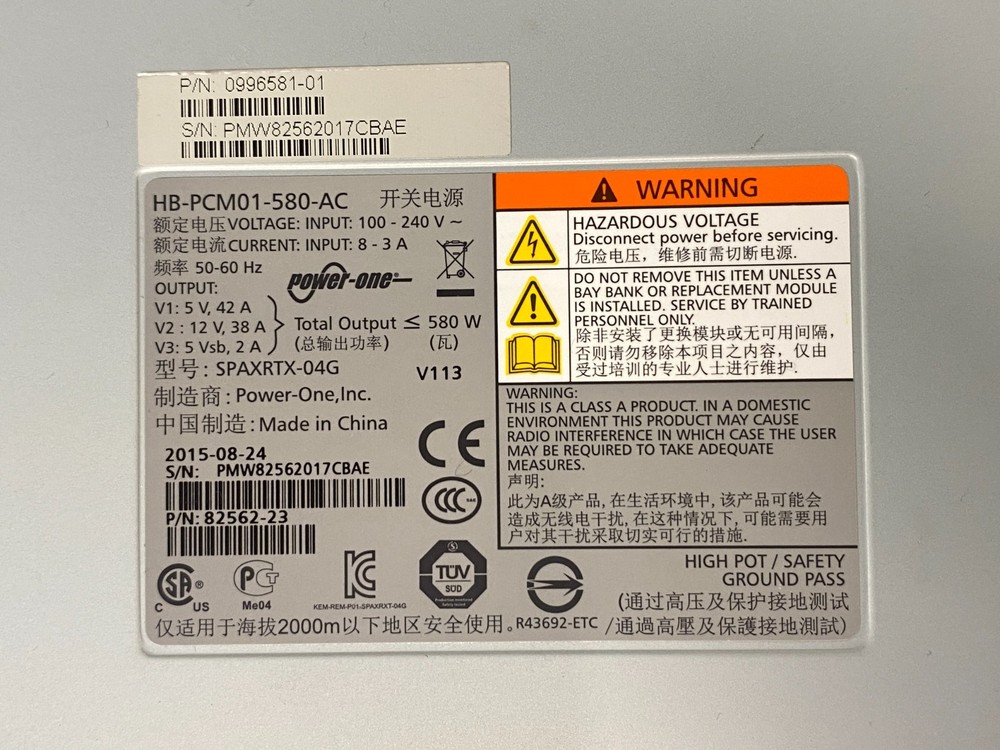 P/N: 0996581-01
S/N: PMW82562017CBAE
HB-PCM01-580-AC 开关电源
额定电压VOLTAGE: INPUT: 100 - 240 V ~
额定电流CURRENT: INPUT: 8 - 3 A
频率 50-60 Hz
power-one®
OUTPUT:
V1: 5 V, 42 A
V2 : 12 V, 38 A
V3: 5 Vsb, 2 A
Total Output ≤ 580 W
(总输出功率) (瓦)
型号: SPAXRTX-04G
V113
制造商: Power-One,Inc.
中国制造: Made in China
2015-08-24
S/N: PMW82562017CBAE
P/N: 82562-23
CE
CCC
S&E
SA® C US
PCT
Me04
KC
KEM-REM-P01-SPAXRXT-04G
TÜV
SÜD
Production monitored
Safety tested
仅适用于海拔2000m以下地区安全使用。
R43692-ETC
WARNING
HAZARDOUS VOLTAGE
Disconnect power before servicing.
危险电压，维修前需切断电源.
DO NOT REMOVE THIS ITEM UNLESS A
BAY BANK OR REPLACEMENT MODULE
IS INSTALLED. SERVICE BY TRAINED
PERSONNEL ONLY.
除非安装了更换模块或无可用间隔，
否则请勿移除本项目之内容，仅由
受过培训的专业人士进行维护.
WARNING:
THIS IS A CLASS A PRODUCT. IN A DOMESTIC
ENVIRONMENT THIS PRODUCT MAY CAUSE
RADIO INTERFERENCE IN WHICH CASE THE USER
MAY BE REQUIRED TO TAKE ADEQUATE
MEASURES.
声明:
此为A级产品, 在生活环境中, 该产品可能会
造成无线电干扰, 在这种情况下, 可能需要用
户对其干扰采取切实可行的措施.
HIGH POT / SAFETY
GROUND PASS
(通过高压及保护接地测试
/通過高壓及保護接地測試)